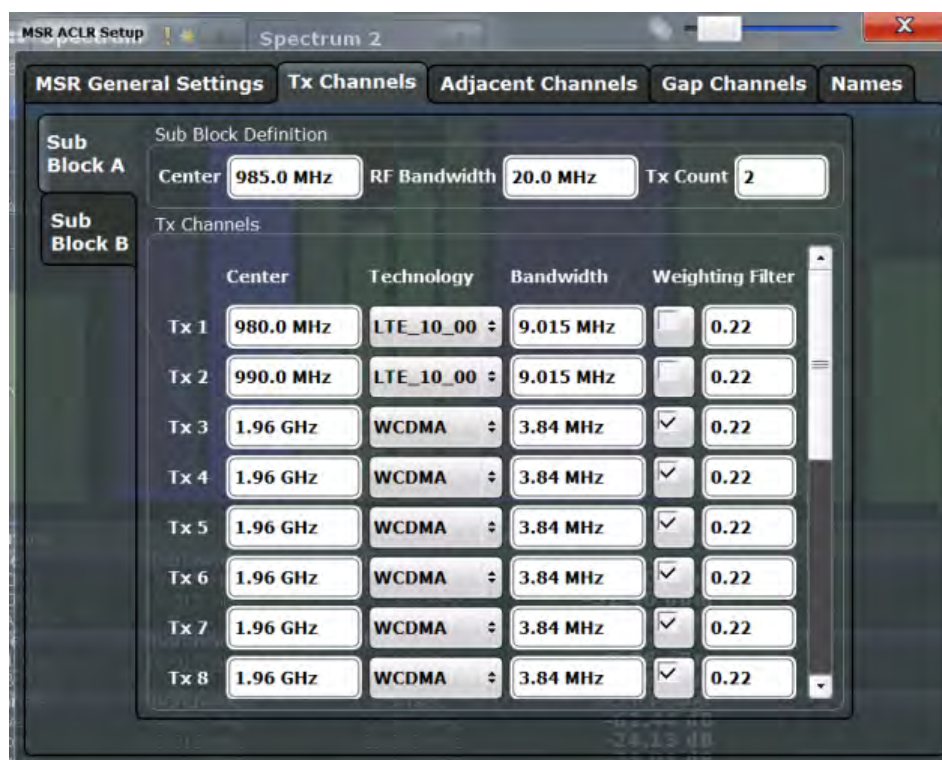 MSR ACLR Setup
Spectrum ! Spectrum 2
X
MSR General Settings Tx Channels Adjacent Channels Gap Channels Names
Sub Block A
Sub Block B
Sub Block Definition
Center 985.0 MHz RF Bandwidth 20.0 MHz Tx Count 2
Tx Channels
Center Technology Bandwidth Weighting Filter
Tx 1 980.0 MHz LTE_10_00 9.015 MHz 0.22
Tx 2 990.0 MHz LTE_10_00 9.015 MHz 0.22
Tx 3 1.96 GHz WCDMA 3.84 MHz 0.22
Tx 4 1.96 GHz WCDMA 3.84 MHz 0.22
Tx 5 1.96 GHz WCDMA 3.84 MHz 0.22
Tx 6 1.96 GHz WCDMA 3.84 MHz 0.22
Tx 7 1.96 GHz WCDMA 3.84 MHz 0.22
Tx 8 1.96 GHz WCDMA 3.84 MHz 0.22
-24.13 dB